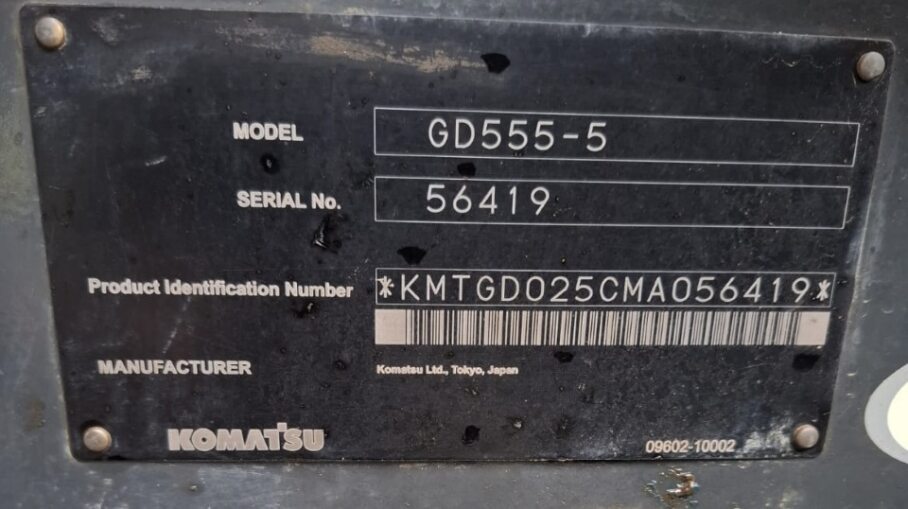 MODEL GD555-5
SERIAL No. 56419
Product Identification Number *KMTGD025CMA056419*
MANUFACTURER Komatsu Ltd., Tokyo, Japan
KOMATSU 09602-10002